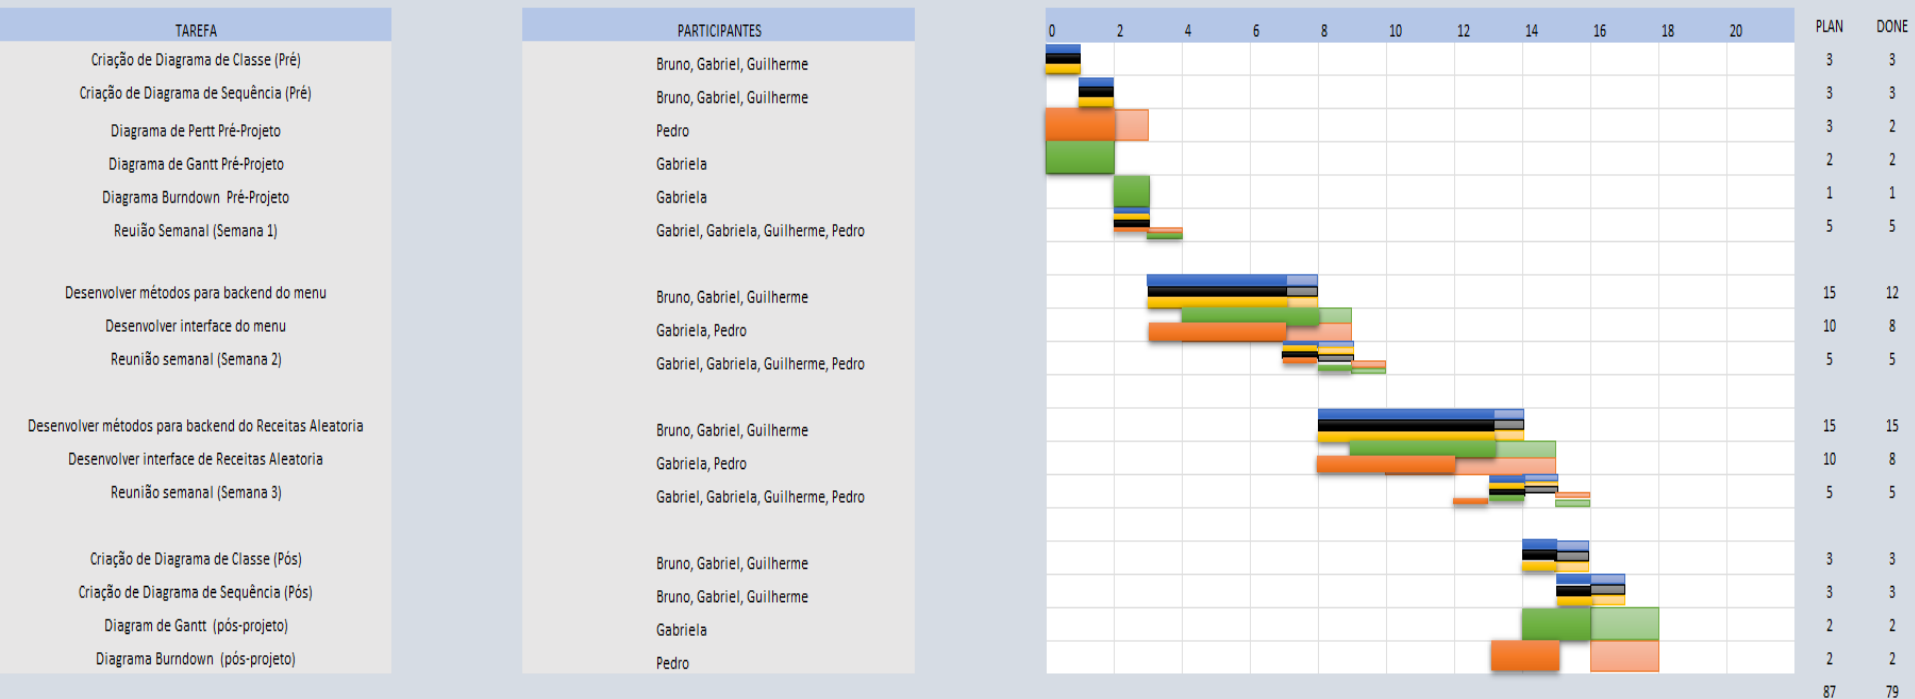 TAREFA PARTICIPANTES 0 2 4 6 8 10 12 14 16 18 20 PLAN DONE
Criação de Diagrama de Classe (Pré) Bruno, Gabriel, Guilherme 3 3
Criação de Diagrama de Sequência (Pré) Bruno, Gabriel, Guilherme 3 3
Diagrama de Pertt Pré-Projeto Pedro 3 2
Diagrama de Gantt Pré-Projeto Gabriela 2 2
Diagrama Burndown Pré-Projeto Gabriela 1 1
Reuião Semanal (Semana 1) Gabriel, Gabriela, Guilherme, Pedro 5 5
Desenvolver métodos para backend do menu Bruno, Gabriel, Guilherme 15 12
Desenvolver interface do menu Gabriela, Pedro 10 8
Reunião semanal (Semana 2) Gabriel, Gabriela, Guilherme, Pedro 5 5
Desenvolver métodos para backend do Receitas Aleatoria Bruno, Gabriel, Guilherme 15 15
Desenvolver interface de Receitas Aleatoria Gabriela, Pedro 10 8
Reunião semanal (Semana 3) Gabriel, Gabriela, Guilherme, Pedro 5 5
Criação de Diagrama de Classe (Pós) Bruno, Gabriel, Guilherme 3 3
Criação de Diagrama de Sequência (Pós) Bruno, Gabriel, Guilherme 3 3
Diagram de Gantt (pós-projeto) Gabriela 2 2
Diagrama Burndown (pós-projeto) Pedro 2 2
87 79